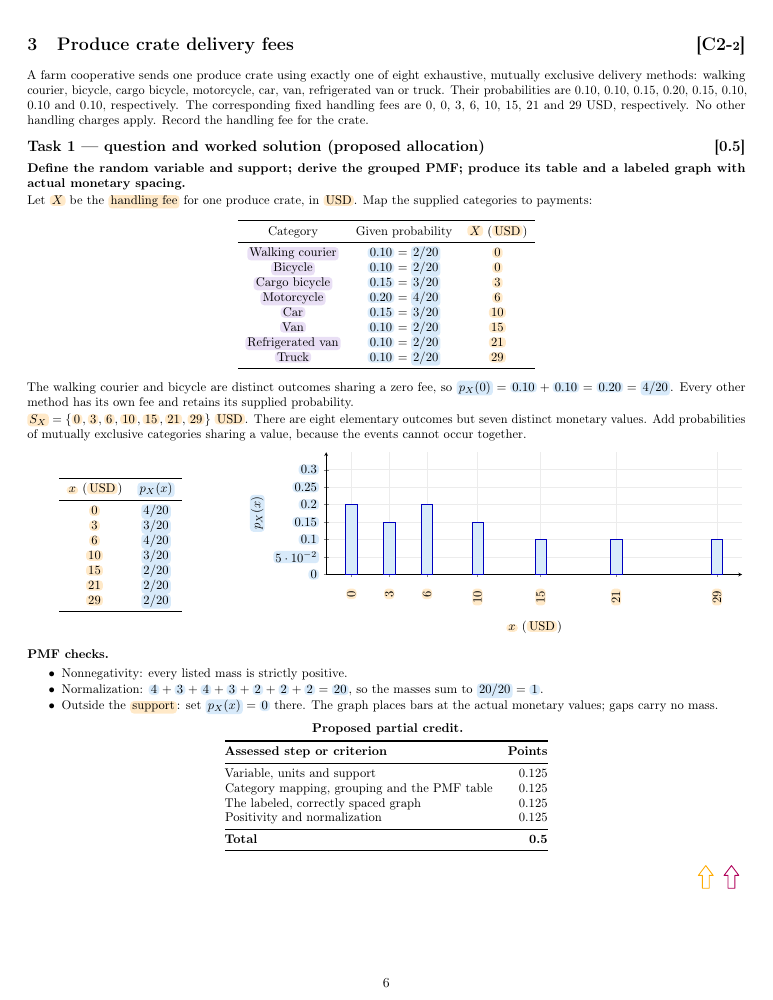 3 Produce crate delivery fees [C2-2]
A farm cooperative sends one produce crate using exactly one of eight exhaustive, mutually exclusive delivery methods: walking
courier, bicycle, cargo bicycle, motorcycle, car, van, refrigerated van or truck. Their probabilities are 0.10, 0.10, 0.15, 0.20, 0.15, 0.10,
0.10 and 0.10, respectively. The corresponding fixed handling fees are 0, 0, 3, 6, 10, 15, 21 and 29 USD, respectively. No other
handling charges apply. Record the handling fee for the crate.
Task 1 — question and worked solution (proposed allocation) [0.5]
Define the random variable and support; derive the grouped PMF; produce its table and a labeled graph with
actual monetary spacing.
Let X be the handling fee for one produce crate, in USD. Map the supplied categories to payments:
Category Given probability X (USD)
Walking courier 0.10 = 2/20 0
Bicycle 0.10 = 2/20 0
Cargo bicycle 0.15 = 3/20 3
Motorcycle 0.20 = 4/20 6
Car 0.15 = 3/20 10
Van 0.10 = 2/20 15
Refrigerated van 0.10 = 2/20 21
Truck 0.10 = 2/20 29
The walking courier and bicycle are distinct outcomes sharing a zero fee, so p_X(0) = 0.10 + 0.10 = 0.20 = 4/20. Every other
method has its own fee and retains its supplied probability.
S_X = {0, 3, 6, 10, 15, 21, 29} USD. There are eight elementary outcomes but seven distinct monetary values. Add probabilities
of mutually exclusive categories sharing a value, because the events cannot occur together.
x (USD) p_X(x)
0 4/20
3 3/20
6 4/20
10 3/20
15 2/20
21 2/20
29 2/20
p_X(x)
0.3
0.25
0.2
0.15
0.1
5 · 10⁻²
0
0 3 6 10 15 21 29
x (USD)
PMF checks.
• Nonnegativity: every listed mass is strictly positive.
• Normalization: 4 + 3 + 4 + 3 + 2 + 2 + 2 = 20, so the masses sum to 20/20 = 1.
• Outside the support: set p_X(x) = 0 there. The graph places bars at the actual monetary values; gaps carry no mass.
Proposed partial credit.
Assessed step or criterion Points
Variable, units and support 0.125
Category mapping, grouping and the PMF table 0.125
The labeled, correctly spaced graph 0.125
Positivity and normalization 0.125
Total 0.5
6